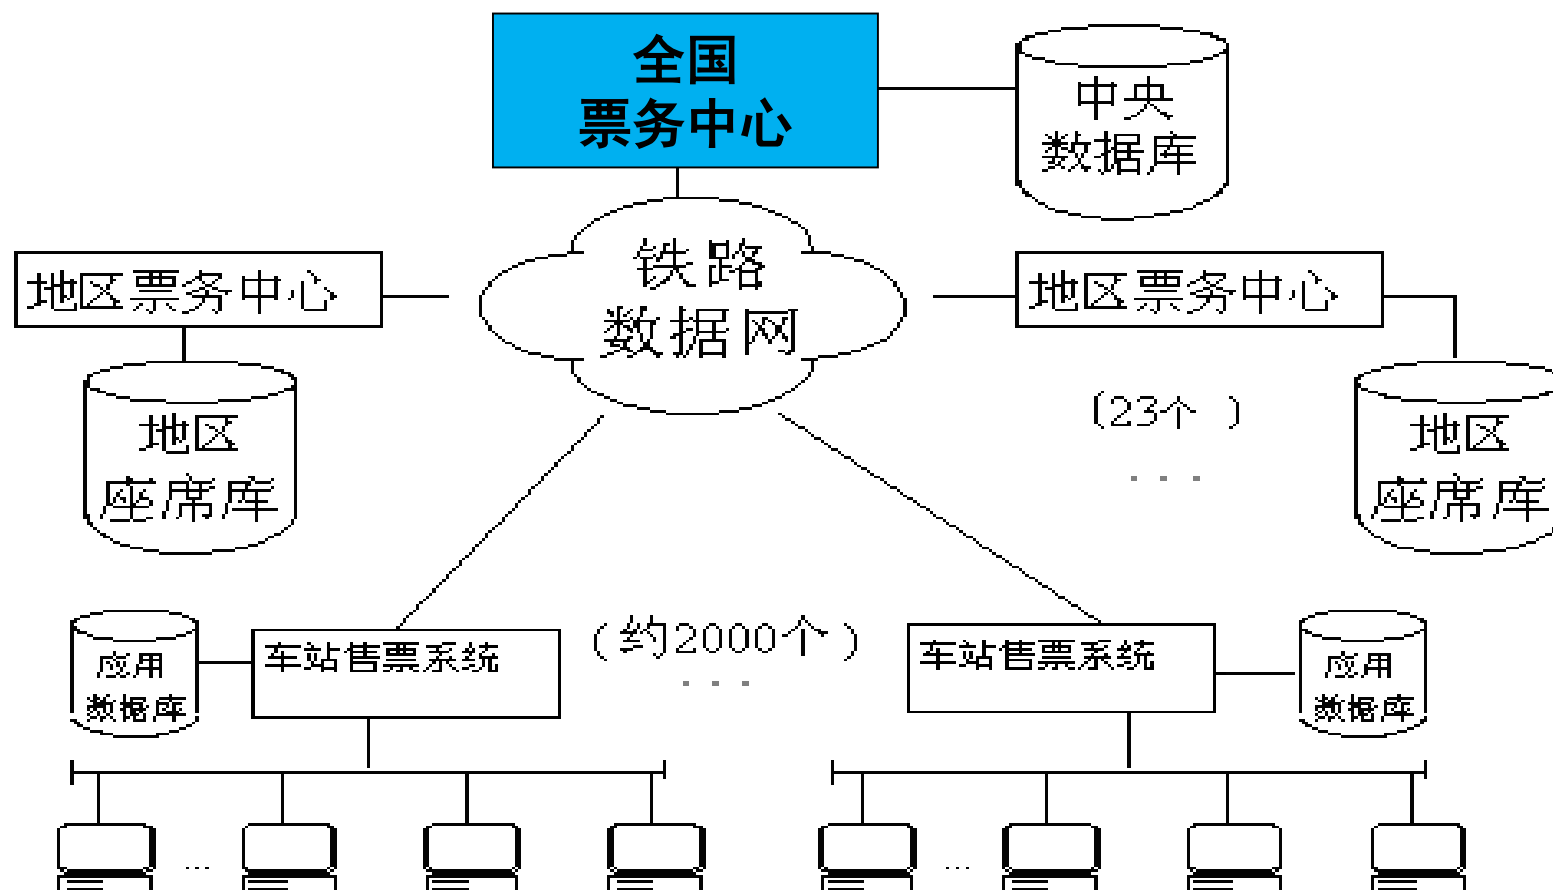 全国
票务中心
中央
数据库
铁路
数据网
地区票务中心
地区票务中心
地区
座席库
(23个 )
...
地区
座席库
(约2000个)
...
应用
数据库
车站售票系统
车站售票系统
应用
数据库
...
...